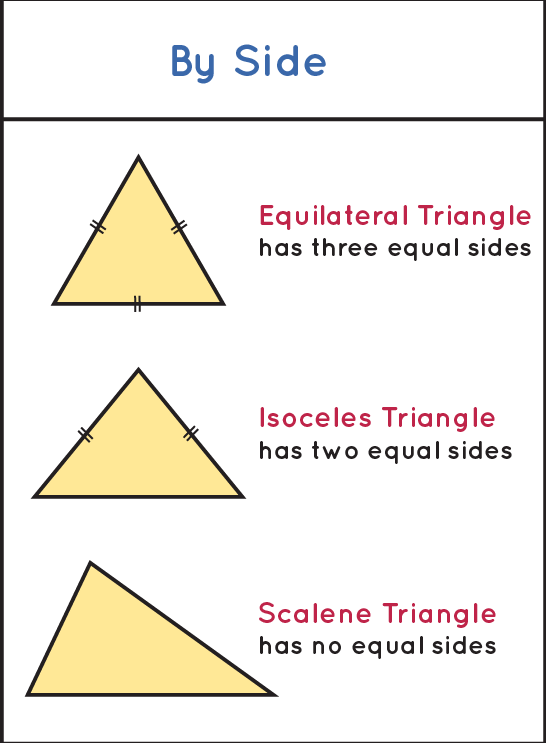 By Side
Equilateral Triangle
has three equal sides
Isoceles Triangle
has two equal sides
Scalene Triangle
has no equal sides